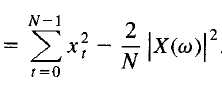 = \sum_{t=0}^{N-1} x_t^2 - \frac{2}{N} |X(\omega)|^2.